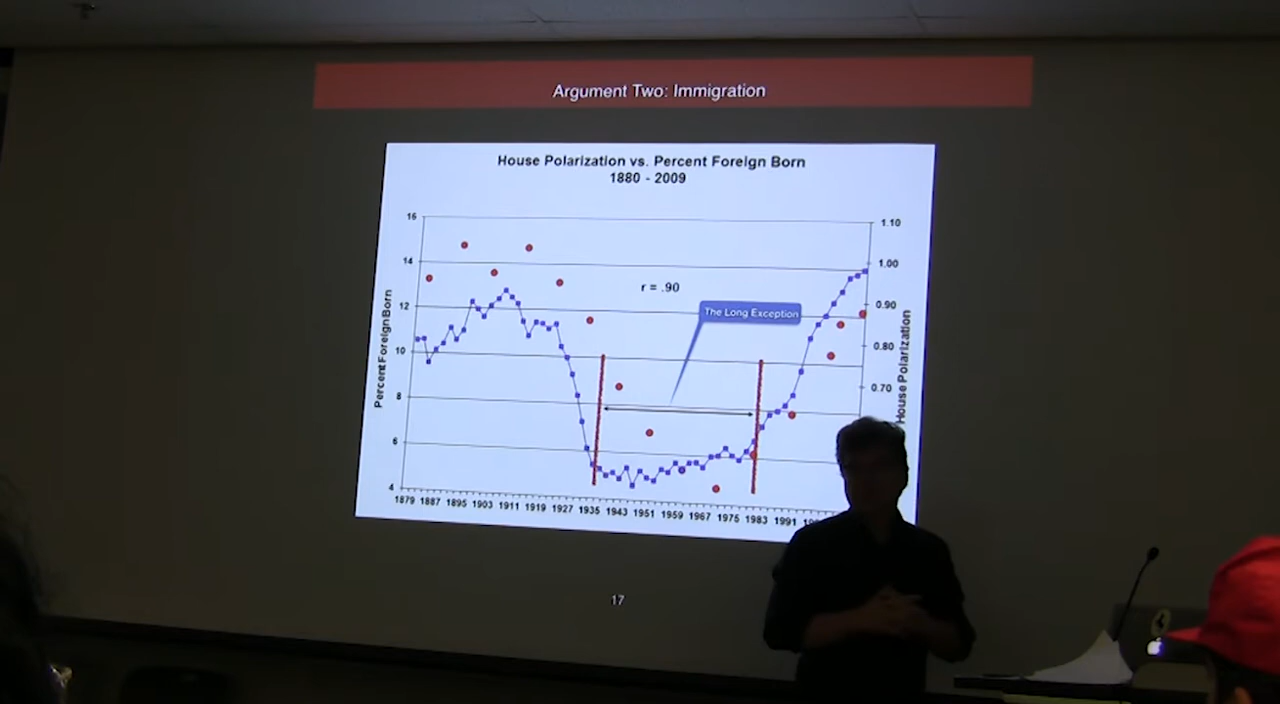 Argument Two: Immigration
House Polarization vs. Percent Foreign Born
1880 - 2009
16
14
12
10
8
6
4
Percent Foreign Born
1.10
1.00
0.90
0.80
0.70
House Polarization
r = .90
The Long Exception
1879 1887 1895 1903 1911 1919 1927 1935 1943 1951 1959 1967 1975 1983 1991
17